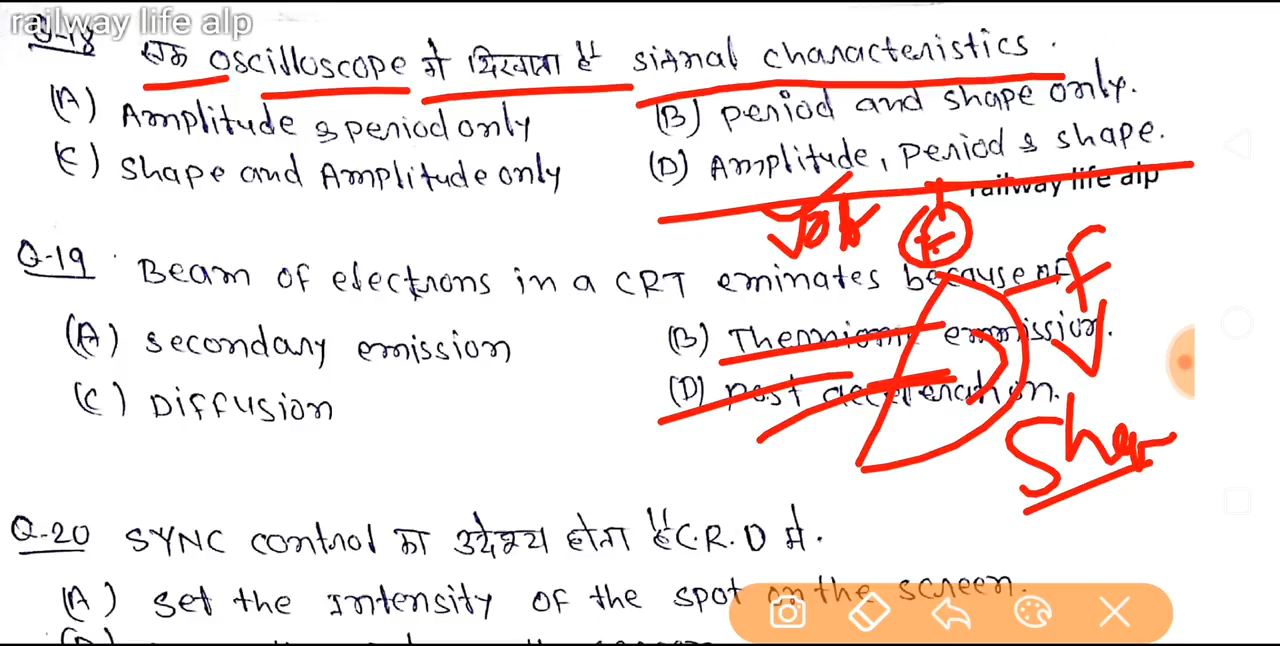 railway life alp
Q-18 एक oscilloscope में दिखाता है signal characteristics.
(A) Amplitude & period only (B) period and shape only.
(C) shape and Amplitude only (D) Amplitude, period & shape.
railway life alp
Q-19 Beam of electrons in a CRT eminates because of
(A) secondary emission (B) Thermionic emmission.
(C) Diffusion (D) post acceleration.
Q-20 SYNC control का उद्देश्य होता है C.R.O में.
(A) set the Intensity of the spot on the screen.